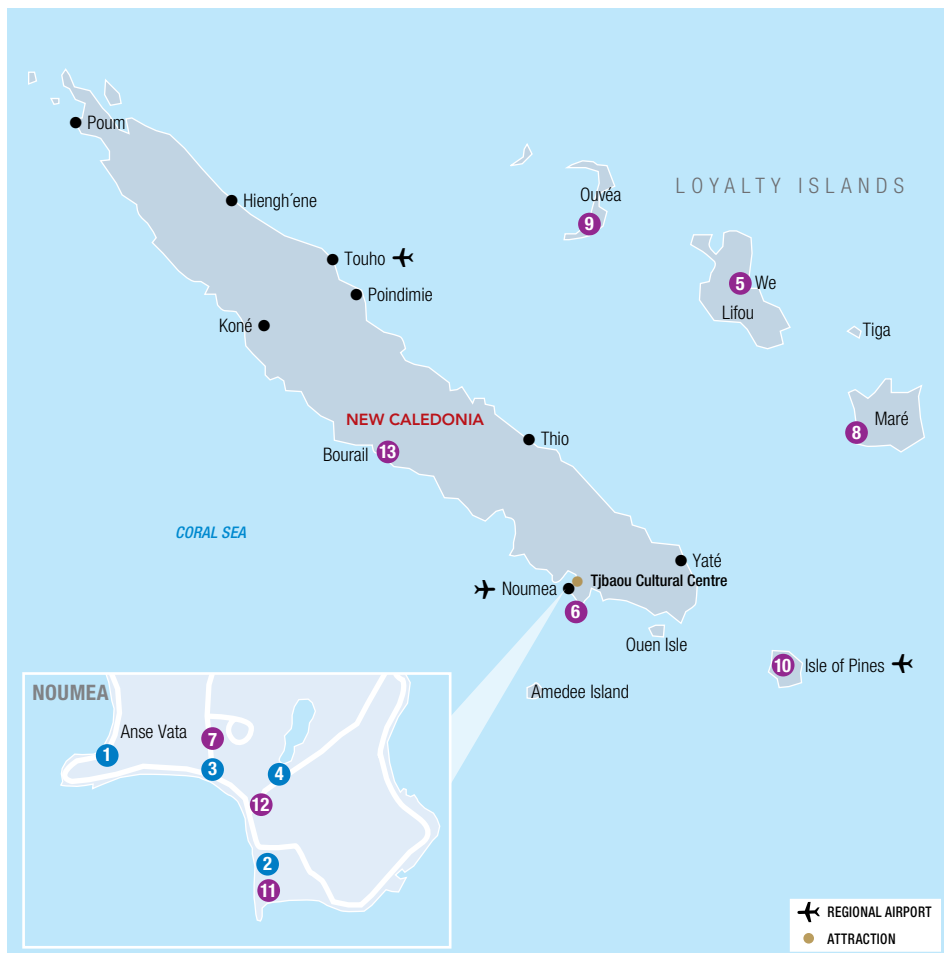 Poum
Hiengh´ene
Touho
Poindimie
Koné
NEW CALEDONIA
Bourail
13
Thio
CORAL SEA
Yaté
Tjbaou Cultural Centre
Noumea
6
Ouen Isle
Amedee Island
10
Isle of Pines
LOYALTY ISLANDS
Ouvéa
9
5
We
Lifou
Tiga
Maré
8
NOUMEA
Anse Vata
1
7
3
4
12
2
11
REGIONAL AIRPORT
ATTRACTION